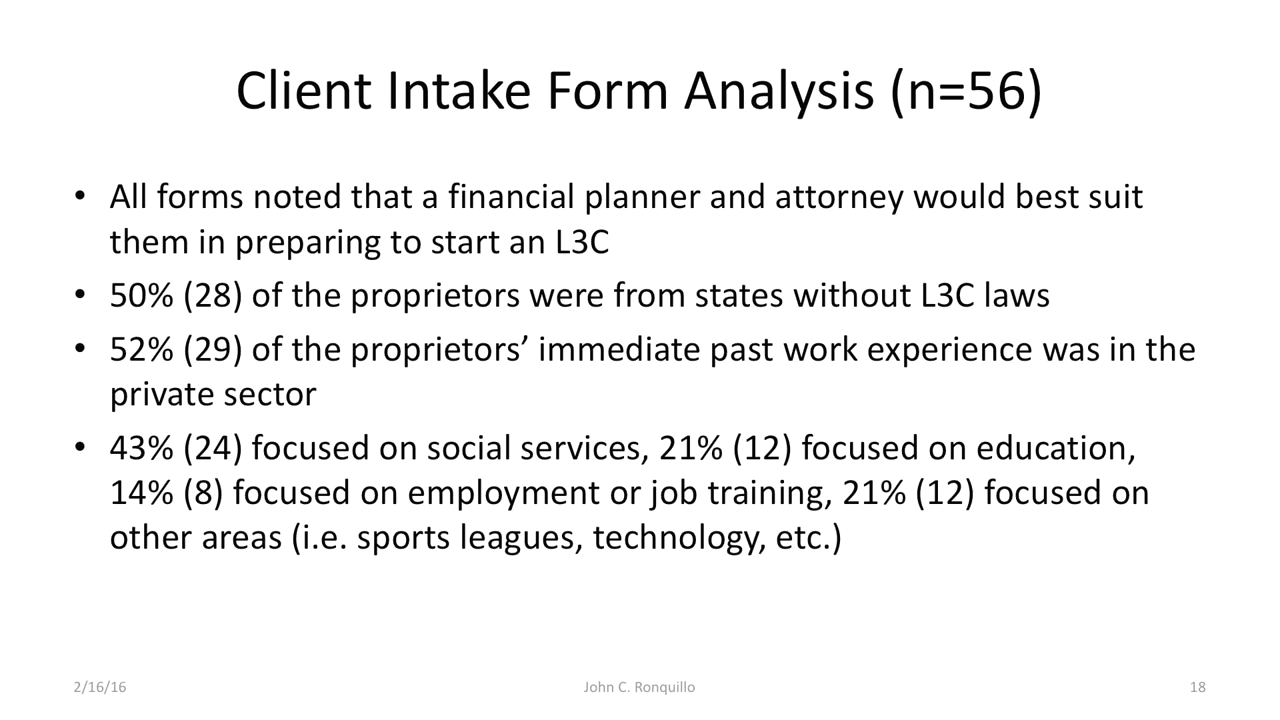 Client Intake Form Analysis (n=56)
• All forms noted that a financial planner and attorney would best suit
them in preparing to start an L3C
• 50% (28) of the proprietors were from states without L3C laws
• 52% (29) of the proprietors’ immediate past work experience was in the
private sector
• 43% (24) focused on social services, 21% (12) focused on education,
14% (8) focused on employment or job training, 21% (12) focused on
other areas (i.e. sports leagues, technology, etc.)
2/16/16
John C. Ronquillo
18